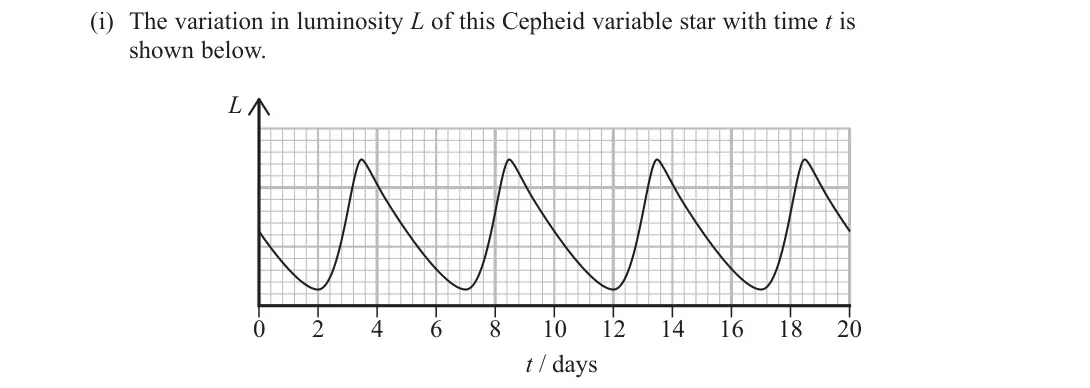 (i) The variation in luminosity L of this Cepheid variable star with time t is
shown below.
L
0 2 4 6 8 10 12 14 16 18 20
t / days